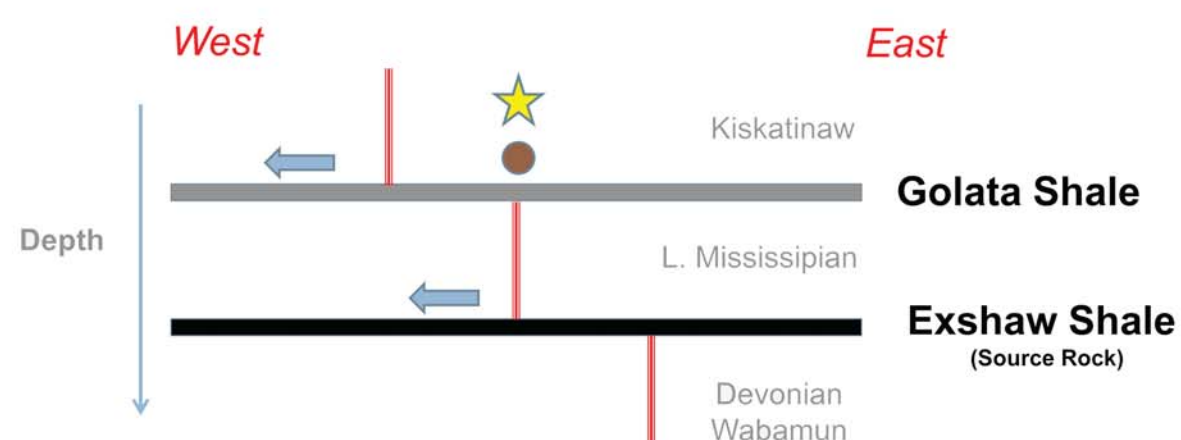 West
East
Kiskatinaw
Golata Shale
Depth
L. Mississipian
Exshaw Shale
(Source Rock)
Devonian
Wabamun